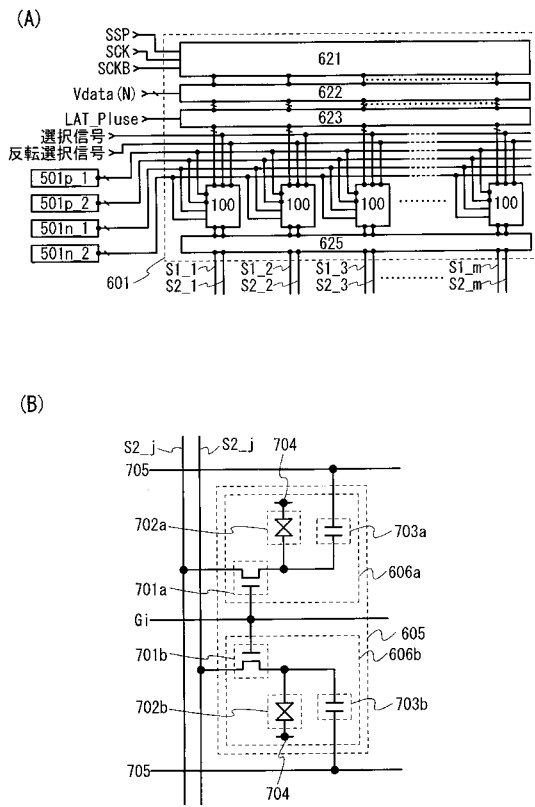 (A)
SSP
SCK
SCKB
621
Vdata(N)
622
LAT_Pluse
623
選択信号
反転選択信号
501p_1
501p_2
501n_1
501n_2
100 100 100 100
625
601
S1_1 S1_2 S1_3 S1_m
S2_1 S2_2 S2_3 S2_m
(B)
S2_j S2_j
704
705
702a
703a
606a
701a
Gi
605
701b
606b
702b
703b
705
704